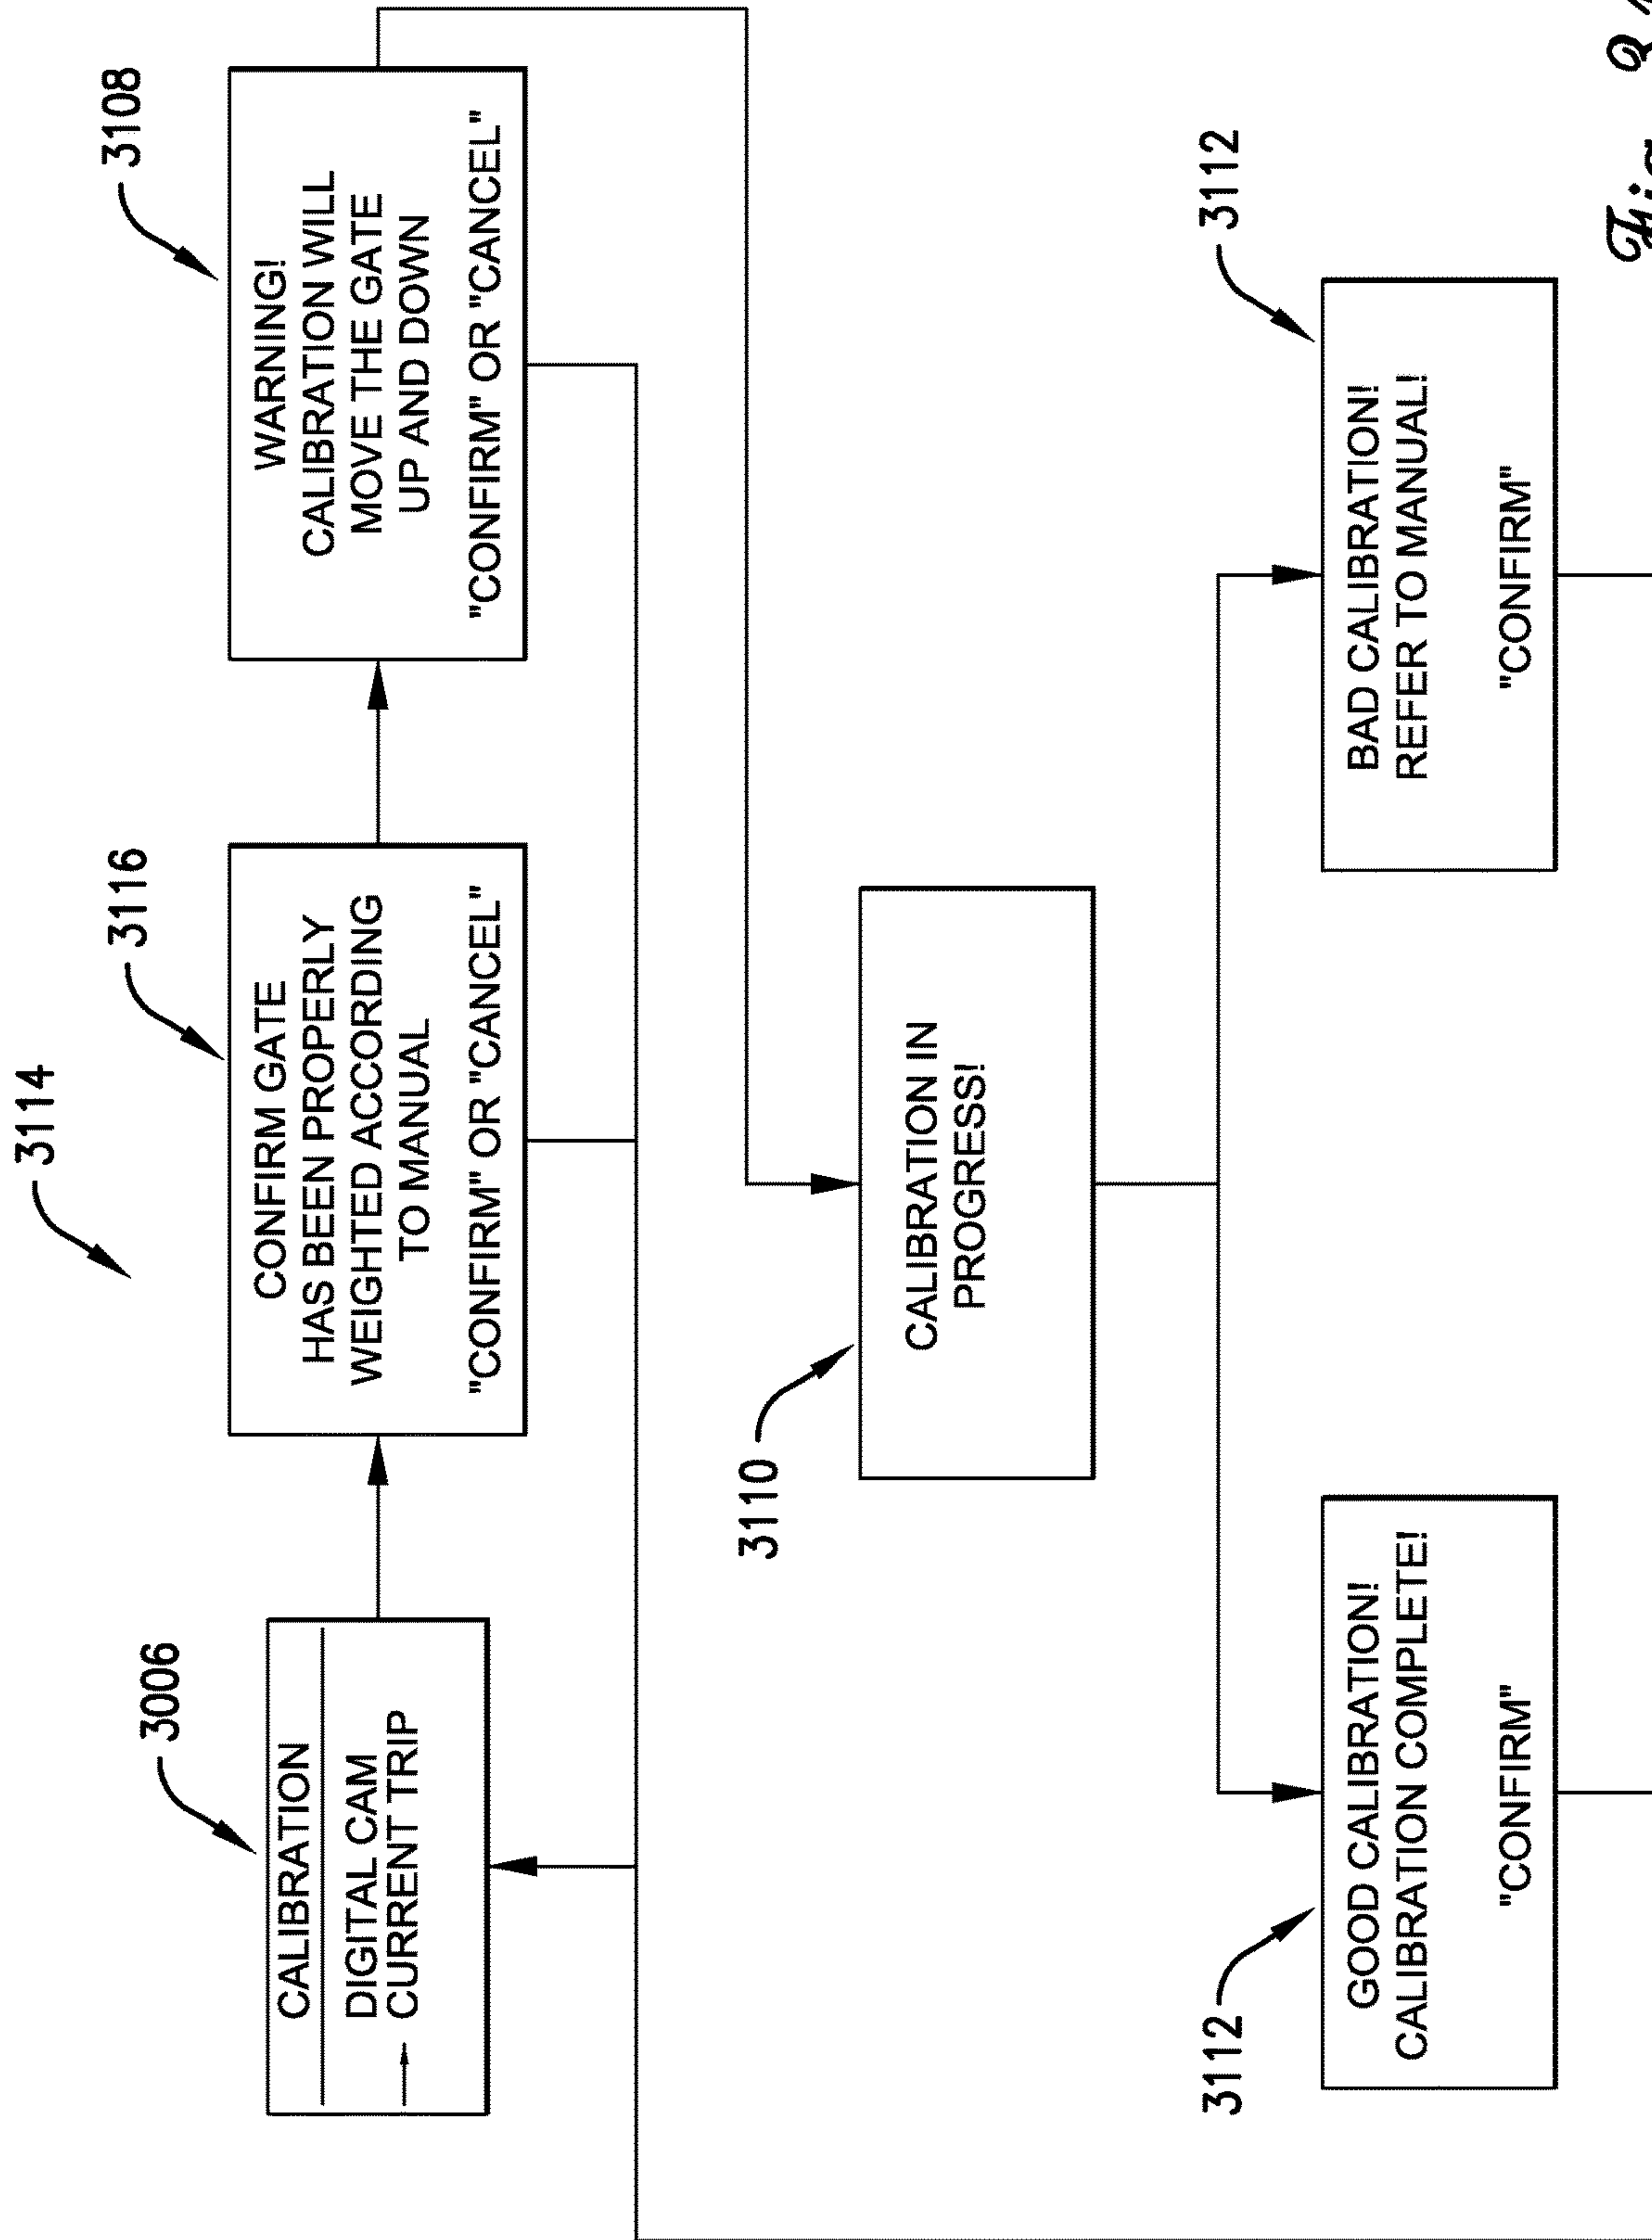 3114
3006
CALIBRATION
DIGITAL CAM
CURRENT TRIP
3116
CONFIRM GATE
HAS BEEN PROPERLY
WEIGHTED ACCORDING
TO MANUAL
"CONFIRM" OR "CANCEL"
3108
WARNING!
CALIBRATION WILL
MOVE THE GATE
UP AND DOWN
"CONFIRM" OR "CANCEL"
3110
CALIBRATION IN
PROGRESS!
3112
GOOD CALIBRATION!
CALIBRATION COMPLETE!
"CONFIRM"
3112
BAD CALIBRATION!
REFER TO MANUAL!
"CONFIRM"
Fig.